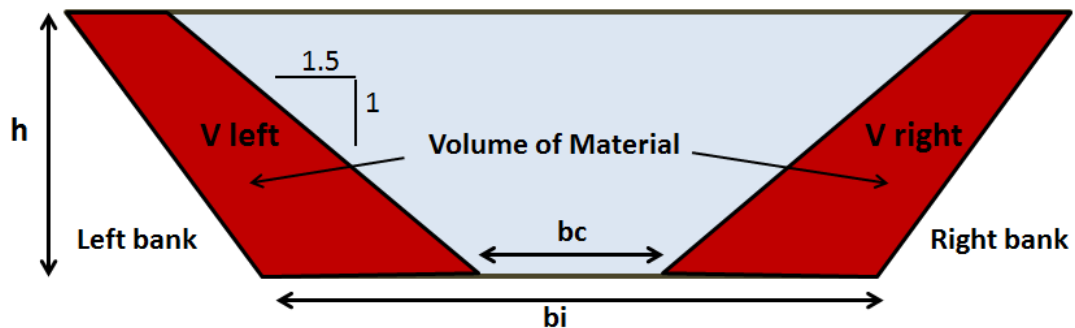 1.5
1
h
V left
V right
Volume of Material
Left bank
bc
Right bank
bi